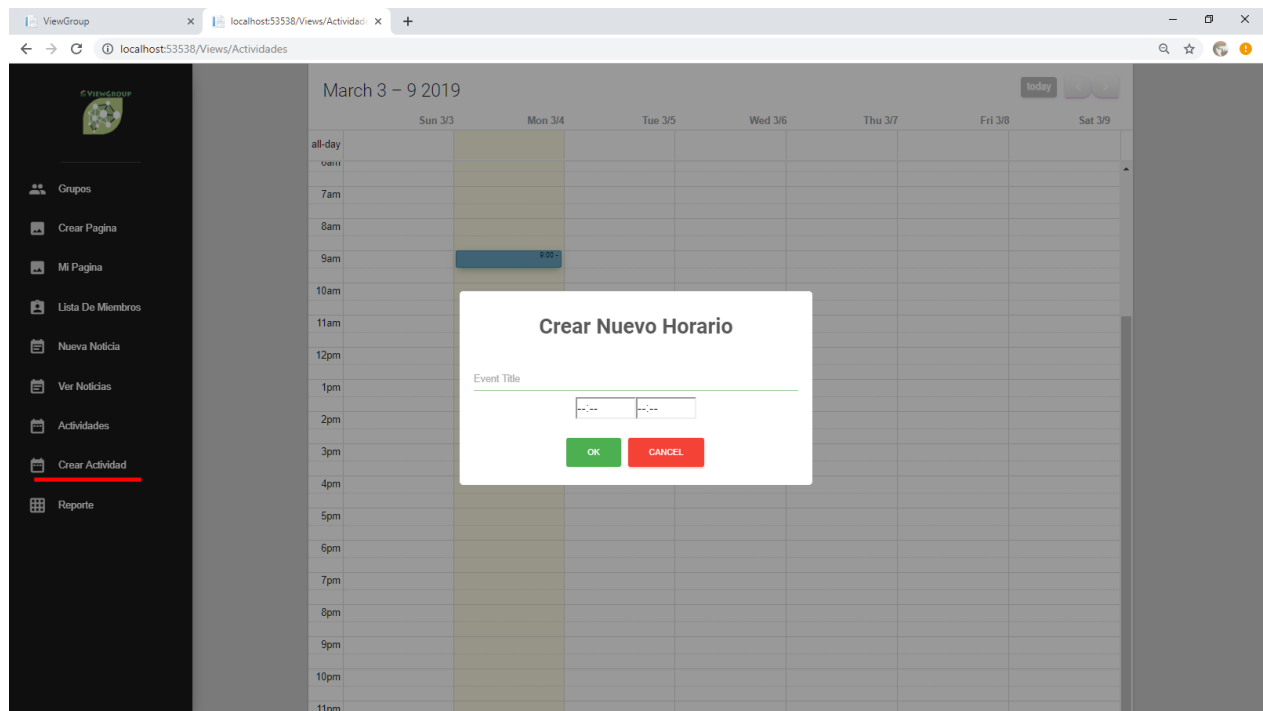 ViewGroup
localhost:53538/Views/Actividad
localhost:53538/Views/Actividades
VIEWGROUP
Grupos
Crear Pagina
Mi Pagina
Lista De Miembros
Nueva Noticia
Ver Noticias
Actividades
Crear Actividad
Reporte
March 3 – 9 2019
today
Sun 3/3 Mon 3/4 Tue 3/5 Wed 3/6 Thu 3/7 Fri 3/8 Sat 3/9
all-day
6am
7am
8am
9am
9:00 -
10am
11am
12pm
1pm
2pm
3pm
4pm
5pm
6pm
7pm
8pm
9pm
10pm
11pm
Crear Nuevo Horario
Event Title
--:-- --:--
OK CANCEL